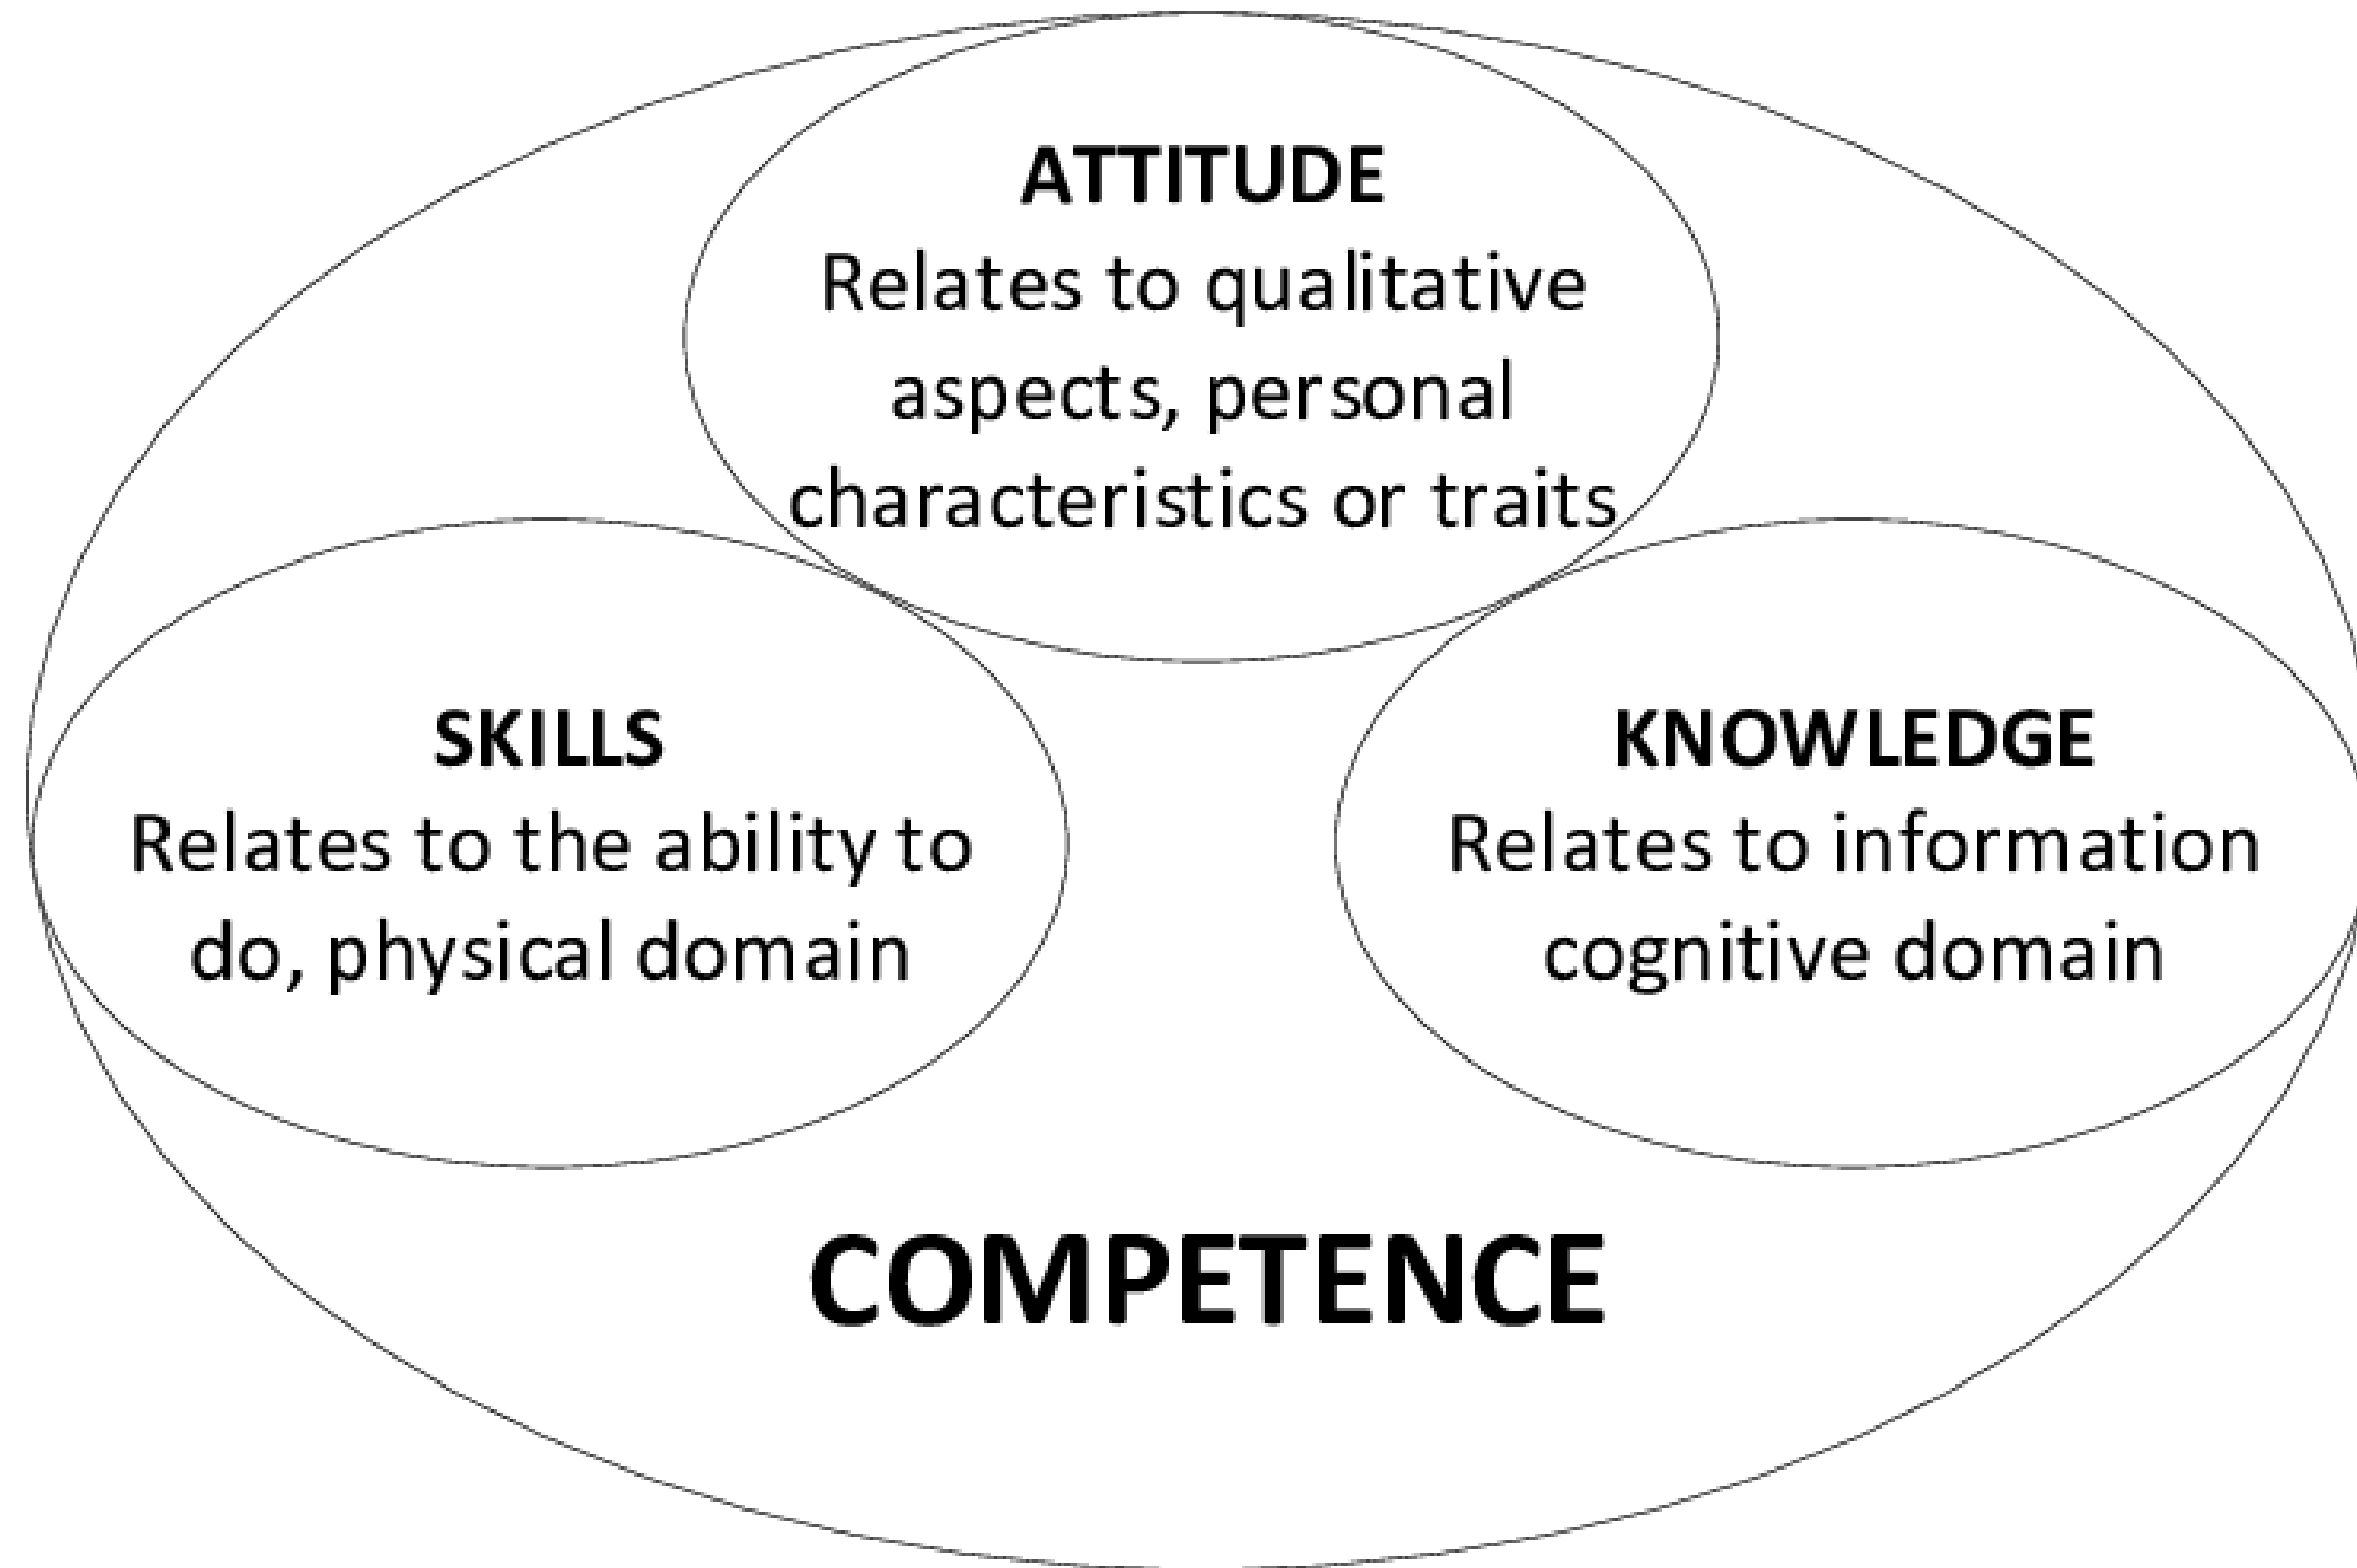 ATTITUDE
Relates to qualitative
aspects, personal
characteristics or traits
SKILLS
Relates to the ability to
do, physical domain
KNOWLEDGE
Relates to information
cognitive domain
COMPETENCE